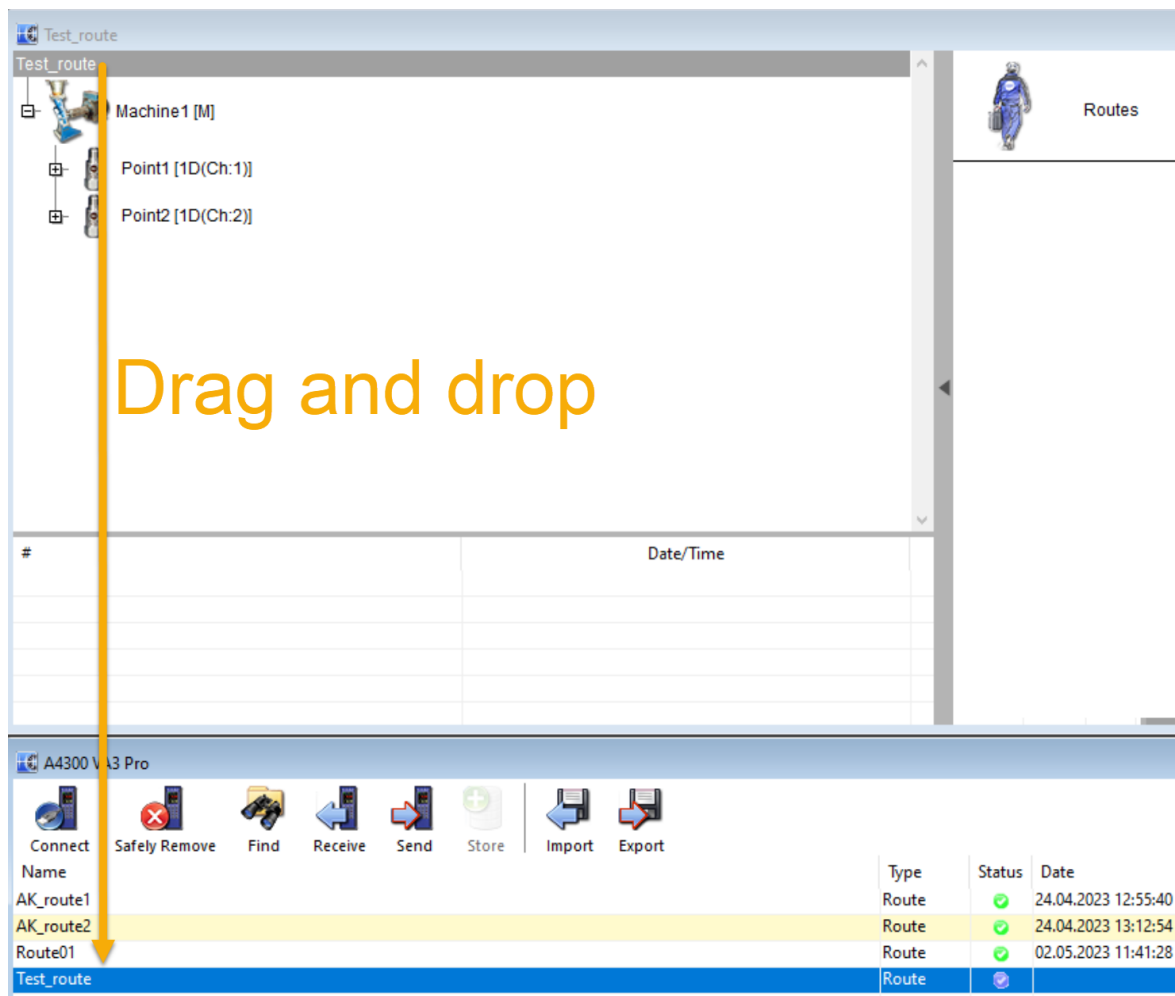 Test_route
Test_route
Machine1 [M]
Routes
Point1 [1D(Ch:1)]
Point2 [1D(Ch:2)]
Drag and drop
# Date/Time
A4300 VA3 Pro
Connect Safely Remove Find Receive Send Store Import Export
Name Type Status Date
AK_route1 Route 24.04.2023 12:55:40
AK_route2 Route 24.04.2023 13:12:54
Route01 Route 02.05.2023 11:41:28
Test_route Route